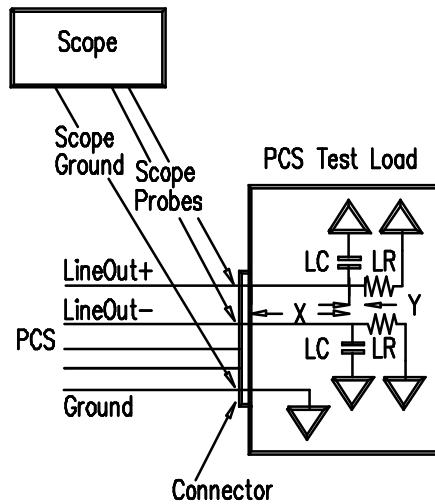 Scope
Scope
Ground
Scope
Probes
PCS Test Load
LC
LR
LineOut+
LineOut-
X
Y
PCS
LC
LR
Ground
Connector